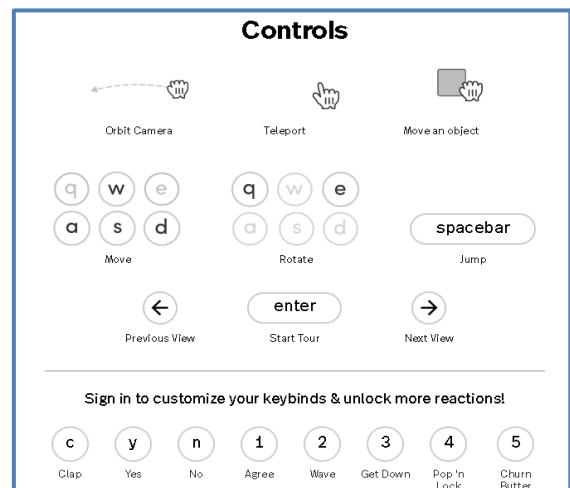 Controls
Orbit Camera Teleport Move an object
q w e q w e
a s d a s d spacebar
Move Rotate Jump
← enter →
Previous View Start Tour Next View
Sign in to customize your keybinds & unlock more reactions!
c y n 1 2 3 4 5
Clap Yes No Agree Wave Get Down Pop 'n Churn
Lock Butter